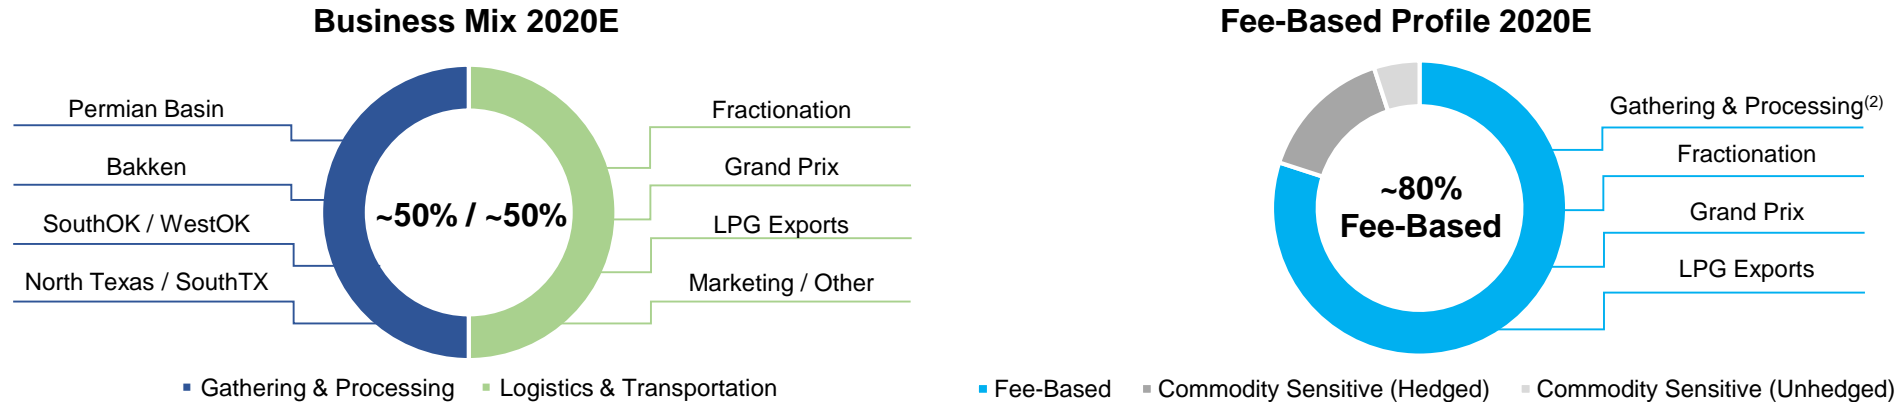 Business Mix 2020E
Permian Basin
Bakken
SouthOK / WestOK
North Texas / SouthTX
~50% / ~50%
Fractionation
Grand Prix
LPG Exports
Marketing / Other
Gathering & Processing
Logistics & Transportation
Fee-Based Profile 2020E
~80%
Fee-Based
Gathering & Processing(2)
Fractionation
Grand Prix
LPG Exports
Fee-Based
Commodity Sensitive (Hedged)
Commodity Sensitive (Unhedged)